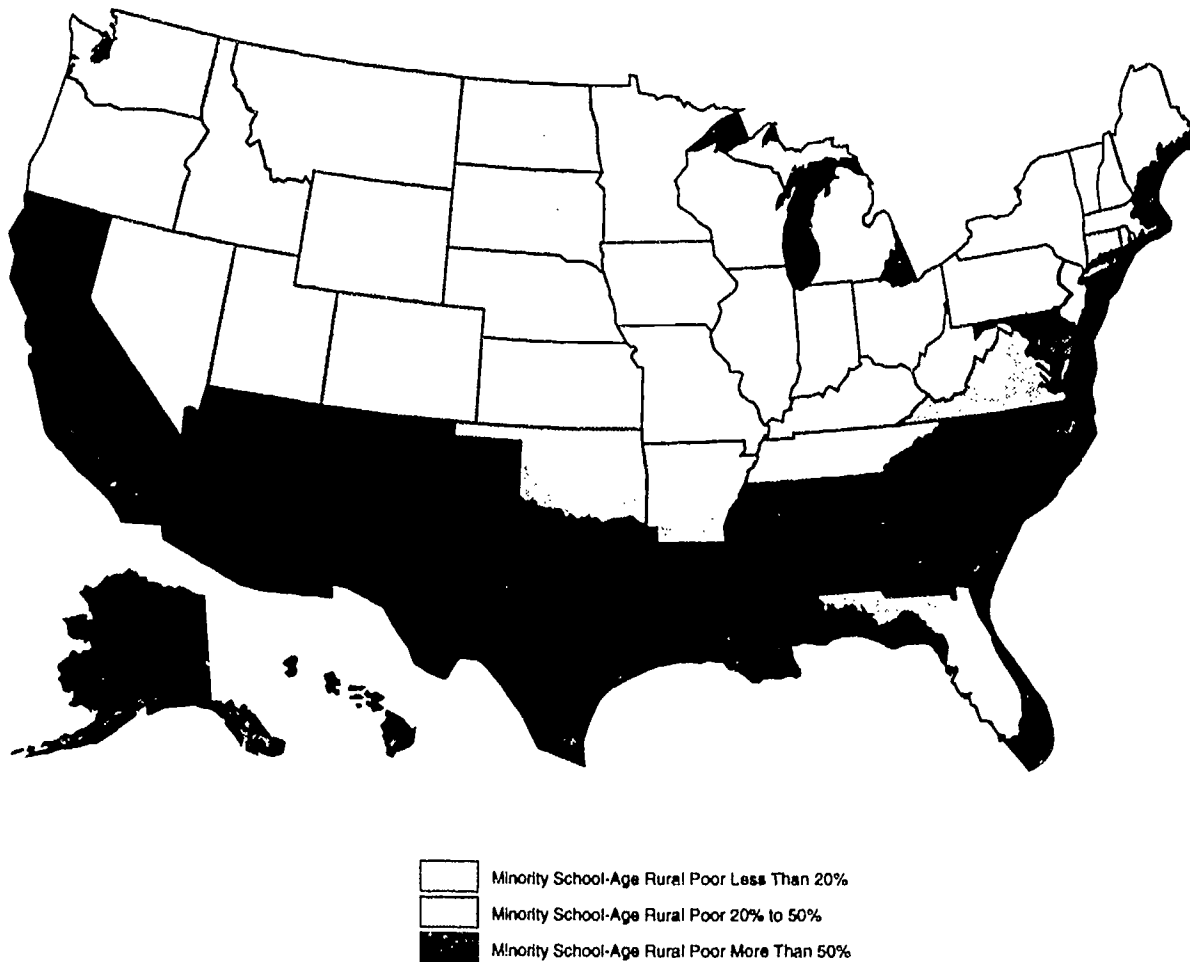 Minority School-Age Rural Poor Less Than 20%
Minority School-Age Rural Poor 20% to 50%
Minority School-Age Rural Poor More Than 50%